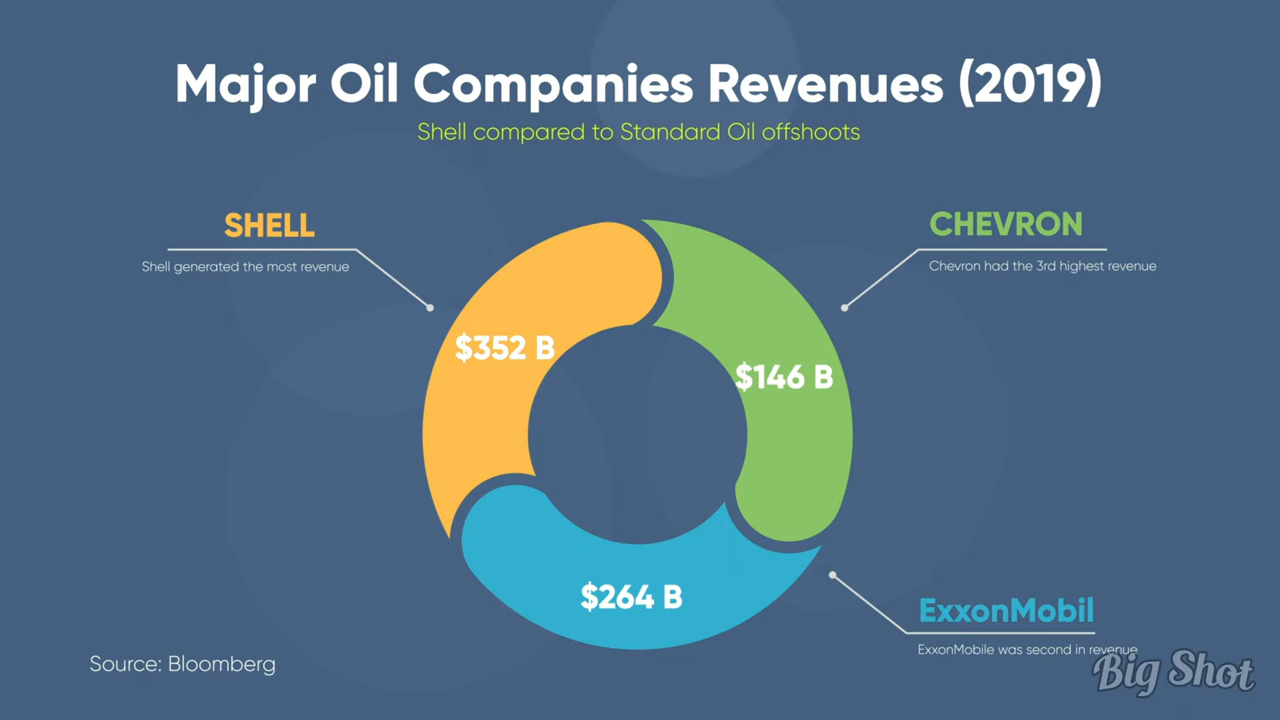 Major Oil Companies Revenues (2019)
Shell compared to Standard Oil offshoots
SHELL
Shell generated the most revenue
CHEVRON
Chevron had the 3rd highest revenue
$352 B
$146 B
$264 B
ExxonMobil
ExxonMobile was second in revenue
Source: Bloomberg
Big Shot